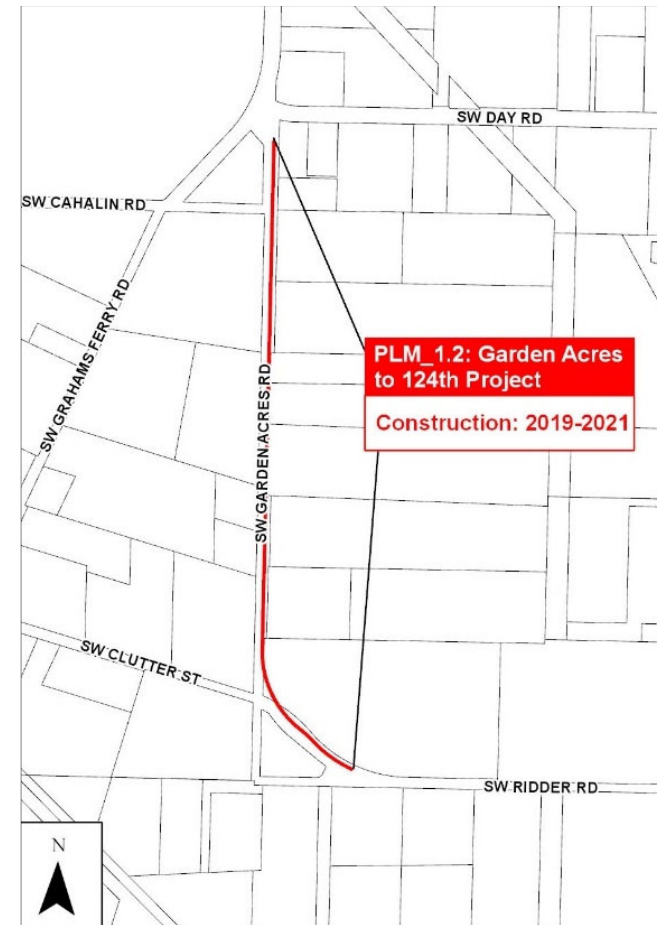 SW DAY RD
SW CAHALIN RD
SW GRAHAMS FERRY RD
PLM_1.2: Garden Acres
to 124th Project
Construction: 2019-2021
SW GARDEN ACRES RD
SW CLUTTER ST
SW RIDDER RD
N